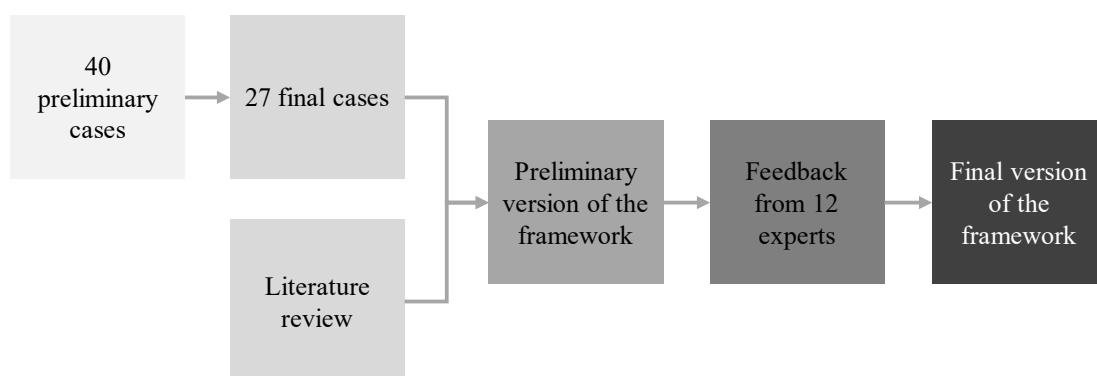 40
preliminary
cases
27 final cases
Literature
review
Preliminary
version of the
framework
Feedback
from 12
experts
Final version
of the
framework